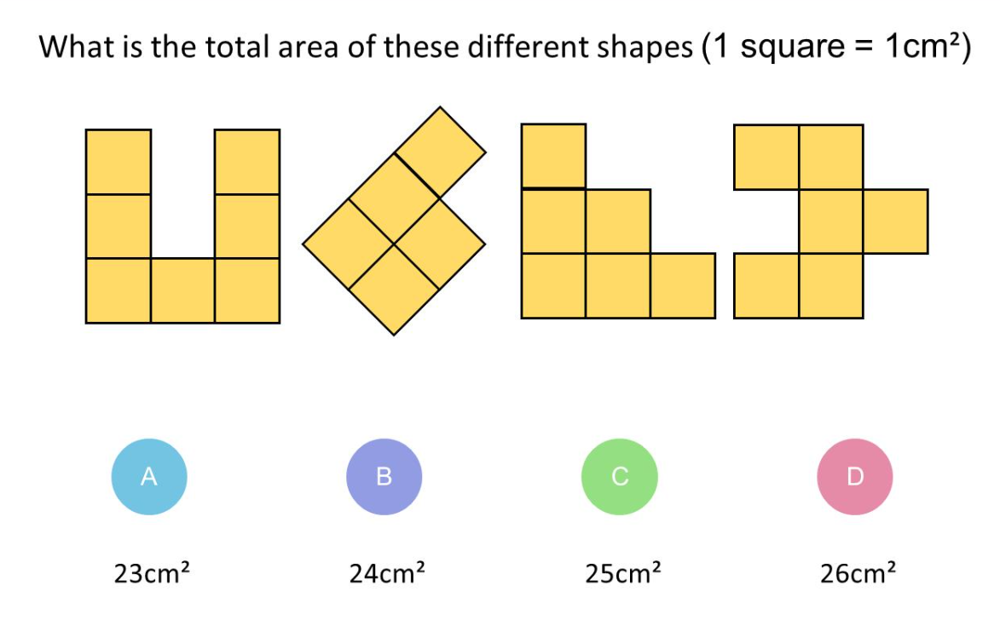 What is the total area of these different shapes (1 square = 1cm²)
A B C D
23cm² 24cm² 25cm² 26cm²